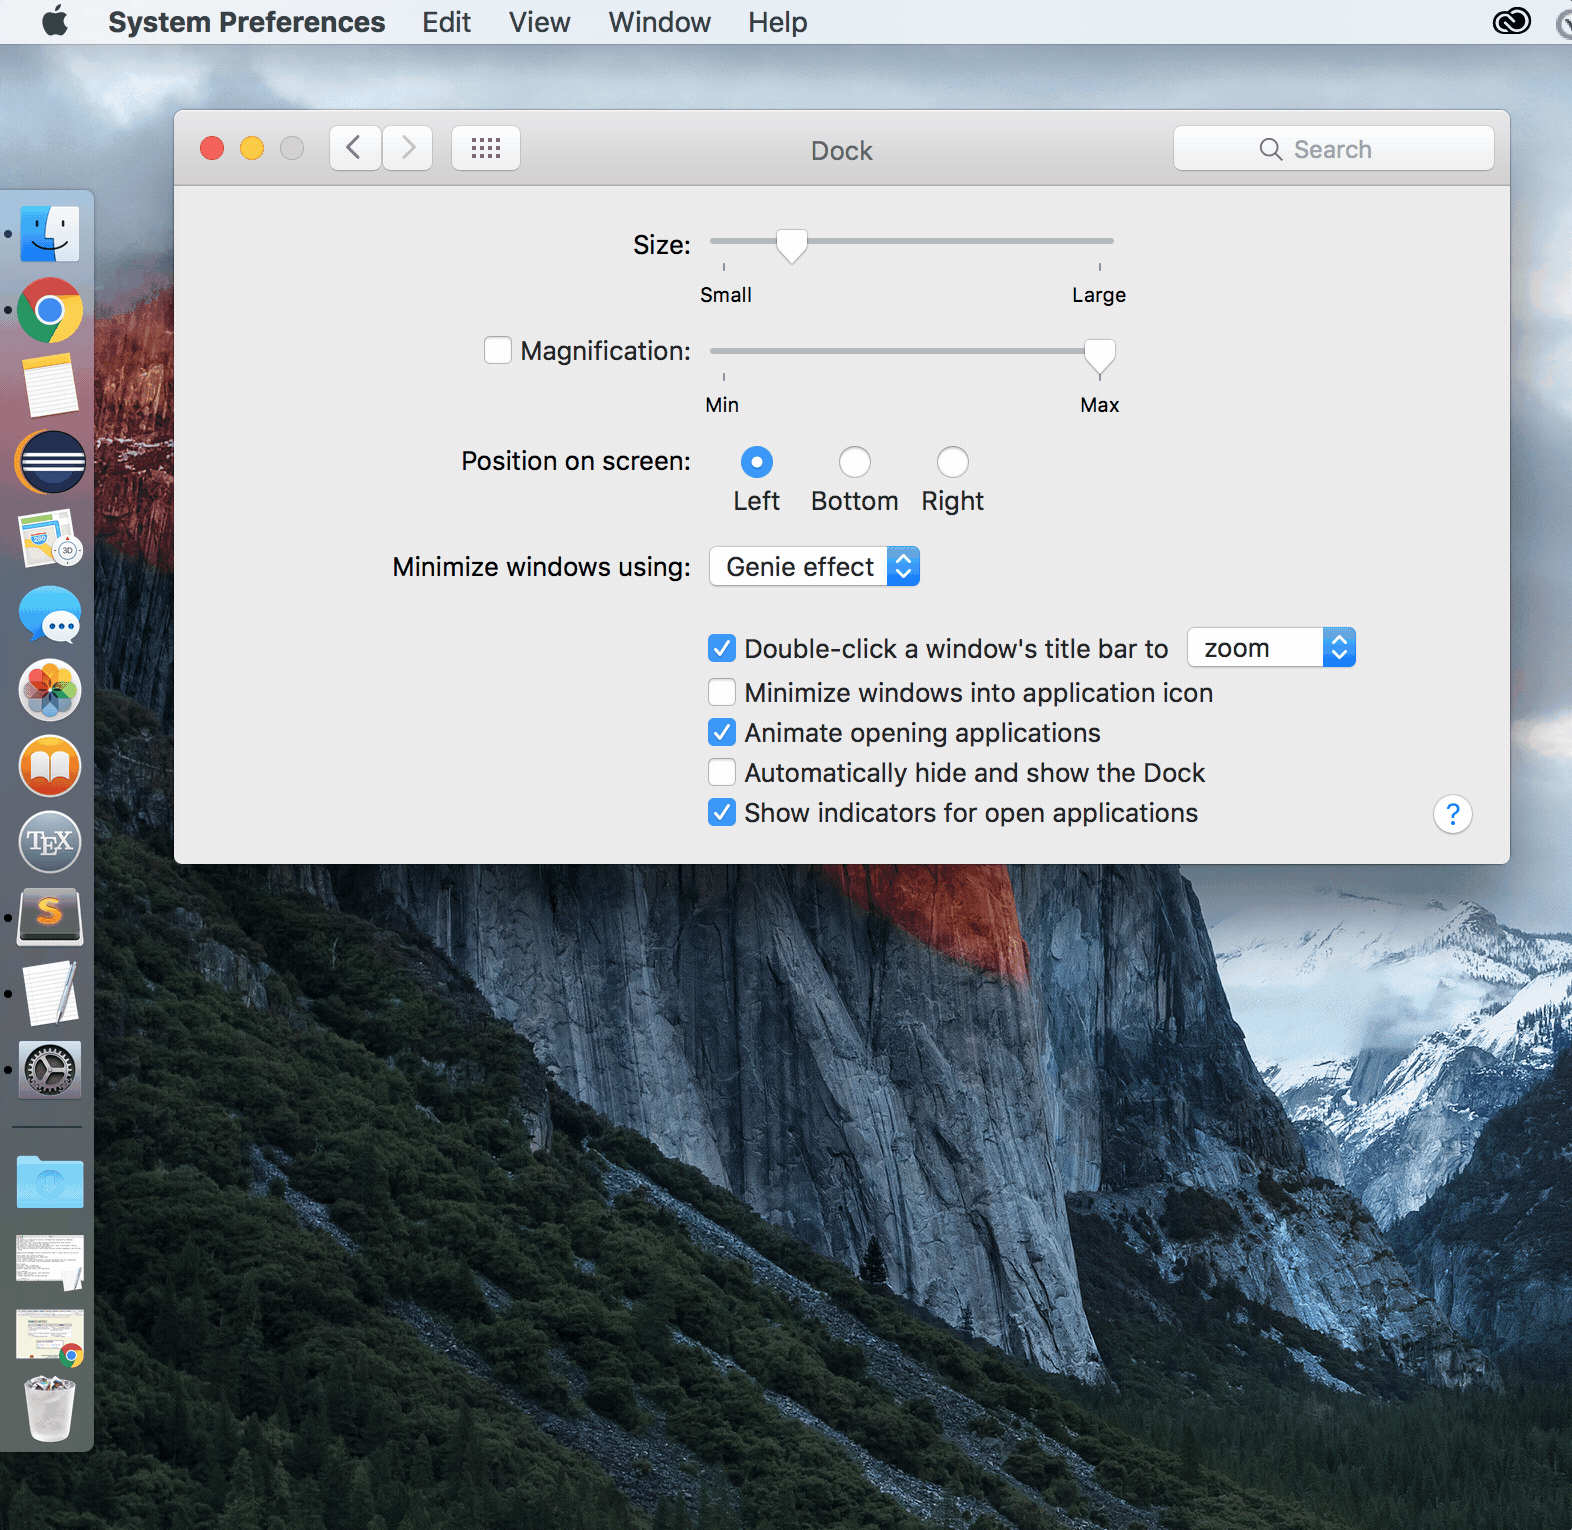 System Preferences Edit View Window Help
Dock
Search
Size:
Small Large
Magnification:
Min Max
Position on screen:
Left Bottom Right
Minimize windows using: Genie effect
Double-click a window's title bar to zoom
Minimize windows into application icon
Animate opening applications
Automatically hide and show the Dock
Show indicators for open applications
?
280
3D
TEX
S